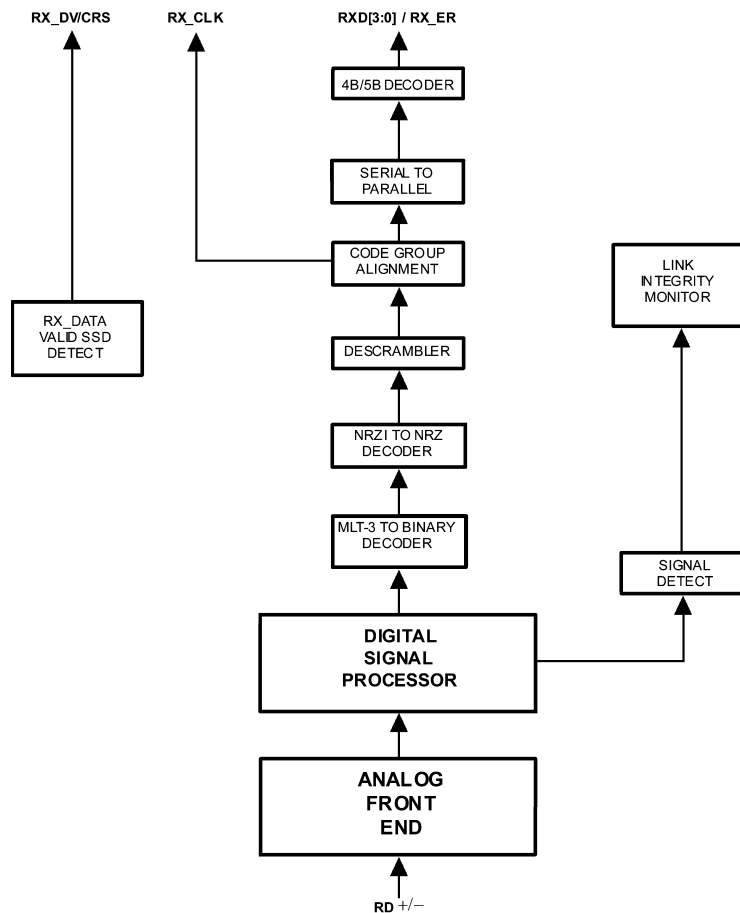 RX_DV/CRS
RX_CLK
RXD[3:0] / RX_ER
4B/5B DECODER
SERIAL TO
PARALLEL
CODE GROUP
ALIGNMENT
LINK
INTEGRITY
MONITOR
RX_DATA
VALID SSD
DETECT
DESCRAMBLER
NRZI TO NRZ
DECODER
MLT-3 TO BINARY
DECODER
SIGNAL
DETECT
DIGITAL
SIGNAL
PROCESSOR
ANALOG
FRONT
END
RD +/−